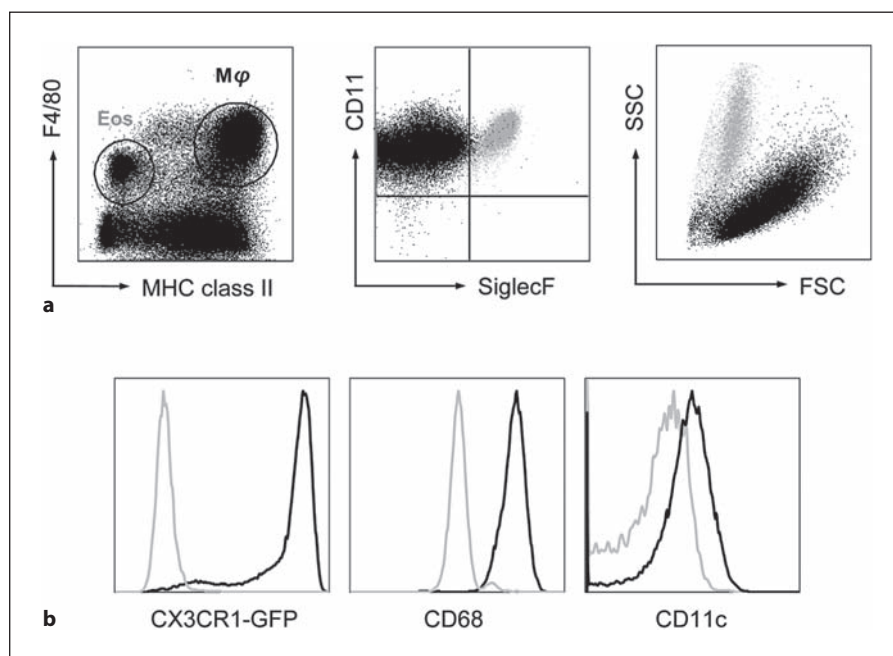 F4/80
Eos
Mφ
MHC class II
CD11
SiglecF
SSC
FSC
a
CX3CR1-GFP
CD68
CD11c
b